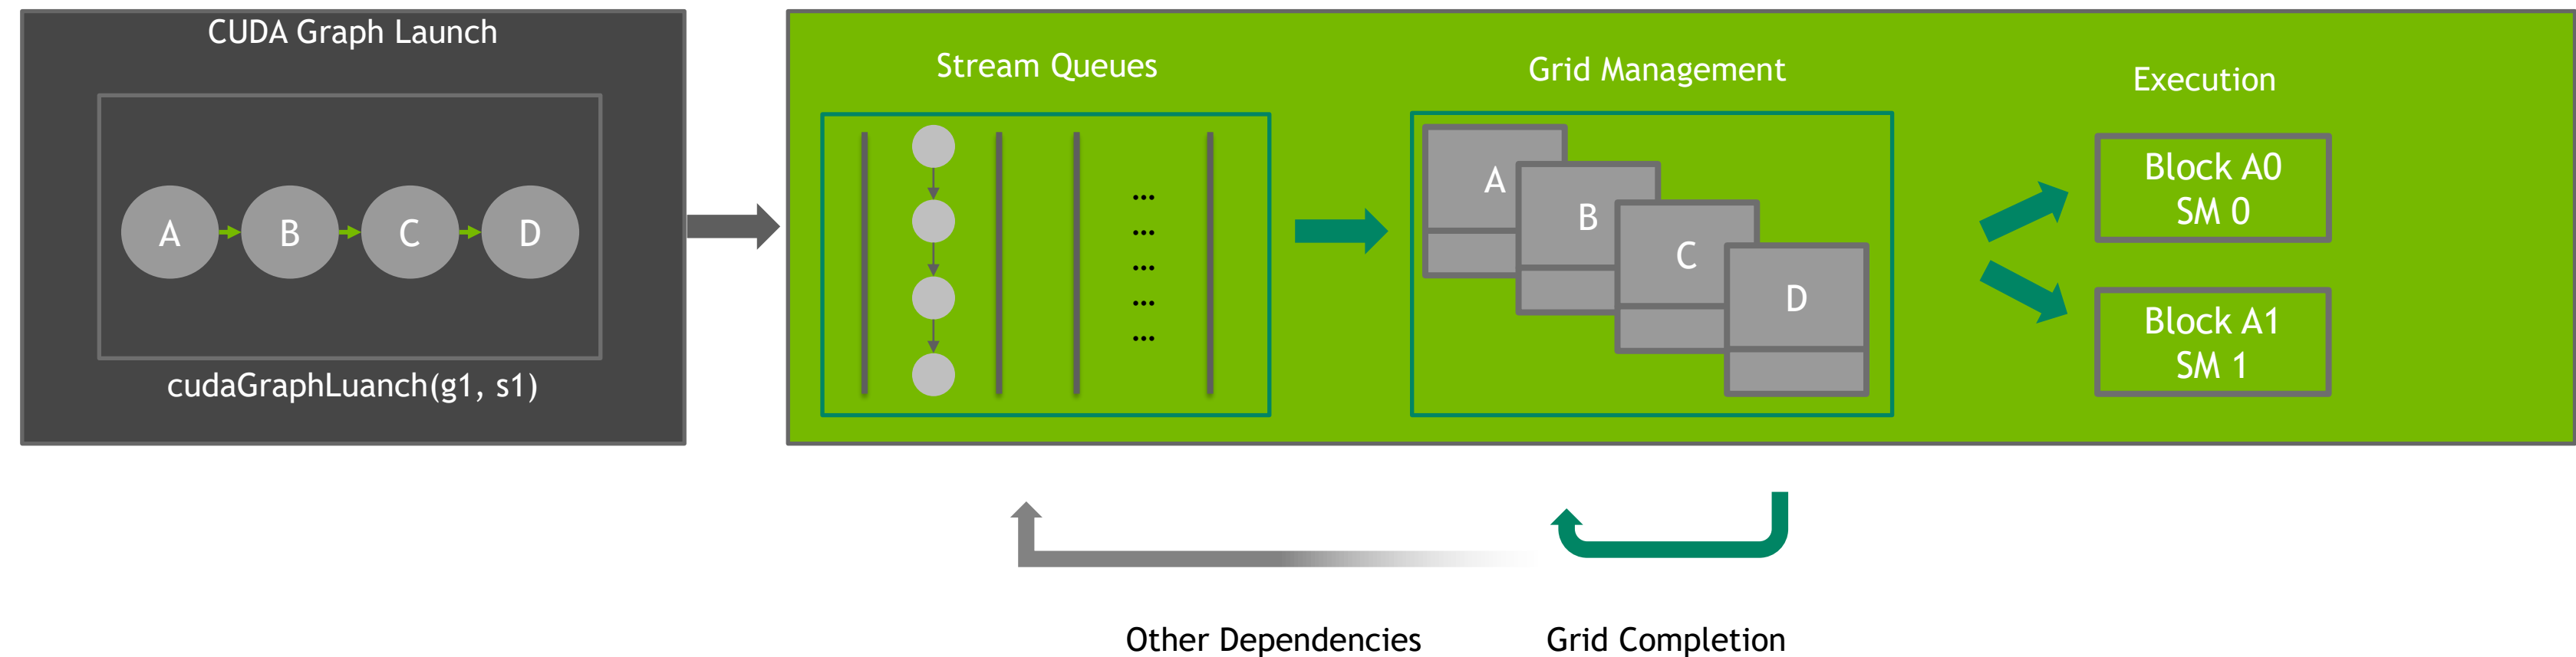 CUDA Graph Launch
A
B
C
D
cudaGraphLuanch(g1, s1)
Stream Queues
...
...
...
...
...
Grid Management
A
B
C
D
Execution
Block A0
SM 0
Block A1
SM 1
Other Dependencies
Grid Completion